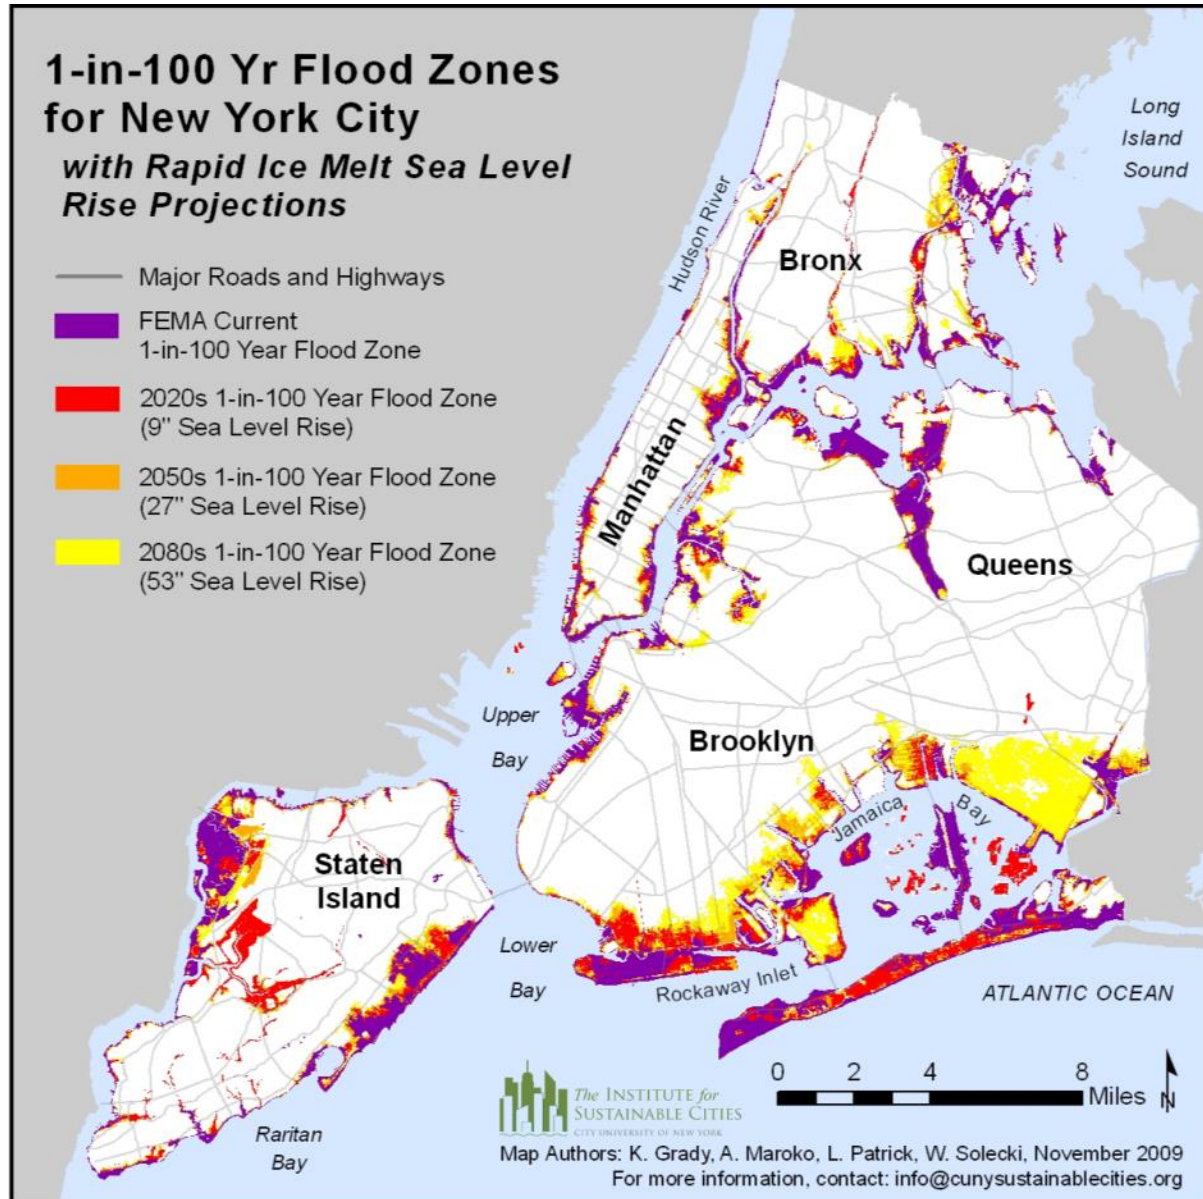 1-in-100 Yr Flood Zones
for New York City
with Rapid Ice Melt Sea Level
Rise Projections
Major Roads and Highways
FEMA Current
1-in-100 Year Flood Zone
2020s 1-in-100 Year Flood Zone
(9" Sea Level Rise)
2050s 1-in-100 Year Flood Zone
(27" Sea Level Rise)
2080s 1-in-100 Year Flood Zone
(53" Sea Level Rise)
Long
Island
Sound
Hudson River
Bronx
Manhattan
Queens
Upper
Bay
Brooklyn
Jamaica
Bay
Staten
Island
Lower
Bay
Rockaway Inlet
ATLANTIC OCEAN
Raritan
Bay
The INSTITUTE for
SUSTAINABLE CITIES
CITY UNIVERSITY OF NEW YORK
0 2 4 8
Miles
N
Map Authors: K. Grady, A. Maroko, L. Patrick, W. Solecki, November 2009
For more information, contact: info@cunysustainablecities.org